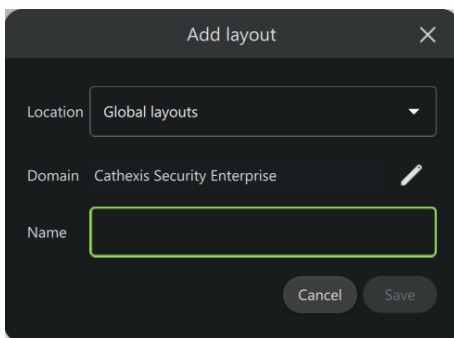 Add layout
Location Global layouts
Domain Cathexis Security Enterprise
Name
Cancel Save